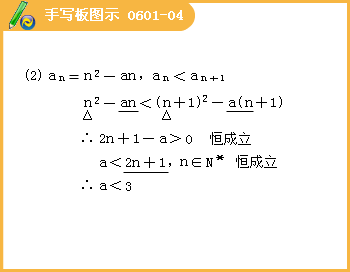 手写板图示 0601-04
(2) aₙ=n²-an, aₙ<aₙ₊₁
n²-an<(n+1)²-a(n+1)
∴ 2n+1-a>0 恒成立
a<2n+1, n∈N* 恒成立
∴ a<3